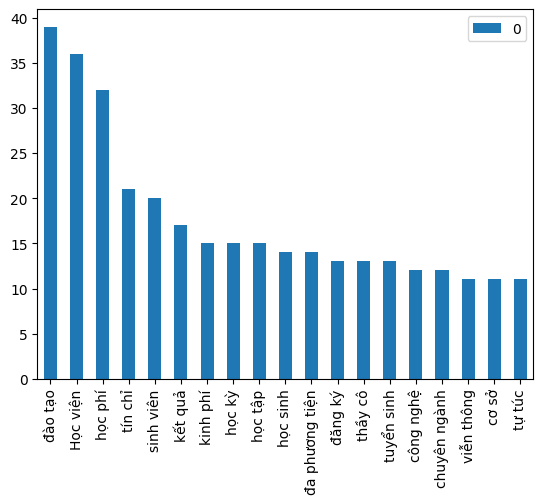 0
40
35
30
25
20
15
10
5
0
đào tạo
Học viện
học phí
tín chỉ
sinh viên
kết quả
kinh phí
học kỳ
học tập
học sinh
đa phương tiện
đăng ký
thầy cô
tuyển sinh
công nghệ
chuyên ngành
viễn thông
cơ sở
tự túc